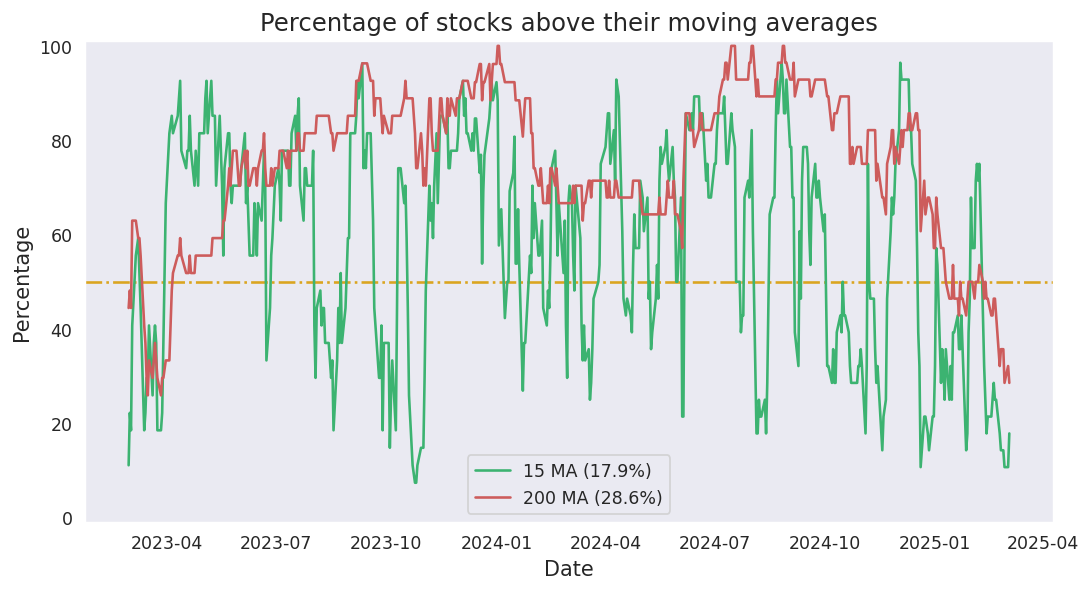 Percentage of stocks above their moving averages
Percentage
100
80
60
40
20
0
15 MA (17.9%)
200 MA (28.6%)
2023-04 2023-07 2023-10 2024-01 2024-04 2024-07 2024-10 2025-01 2025-04
Date